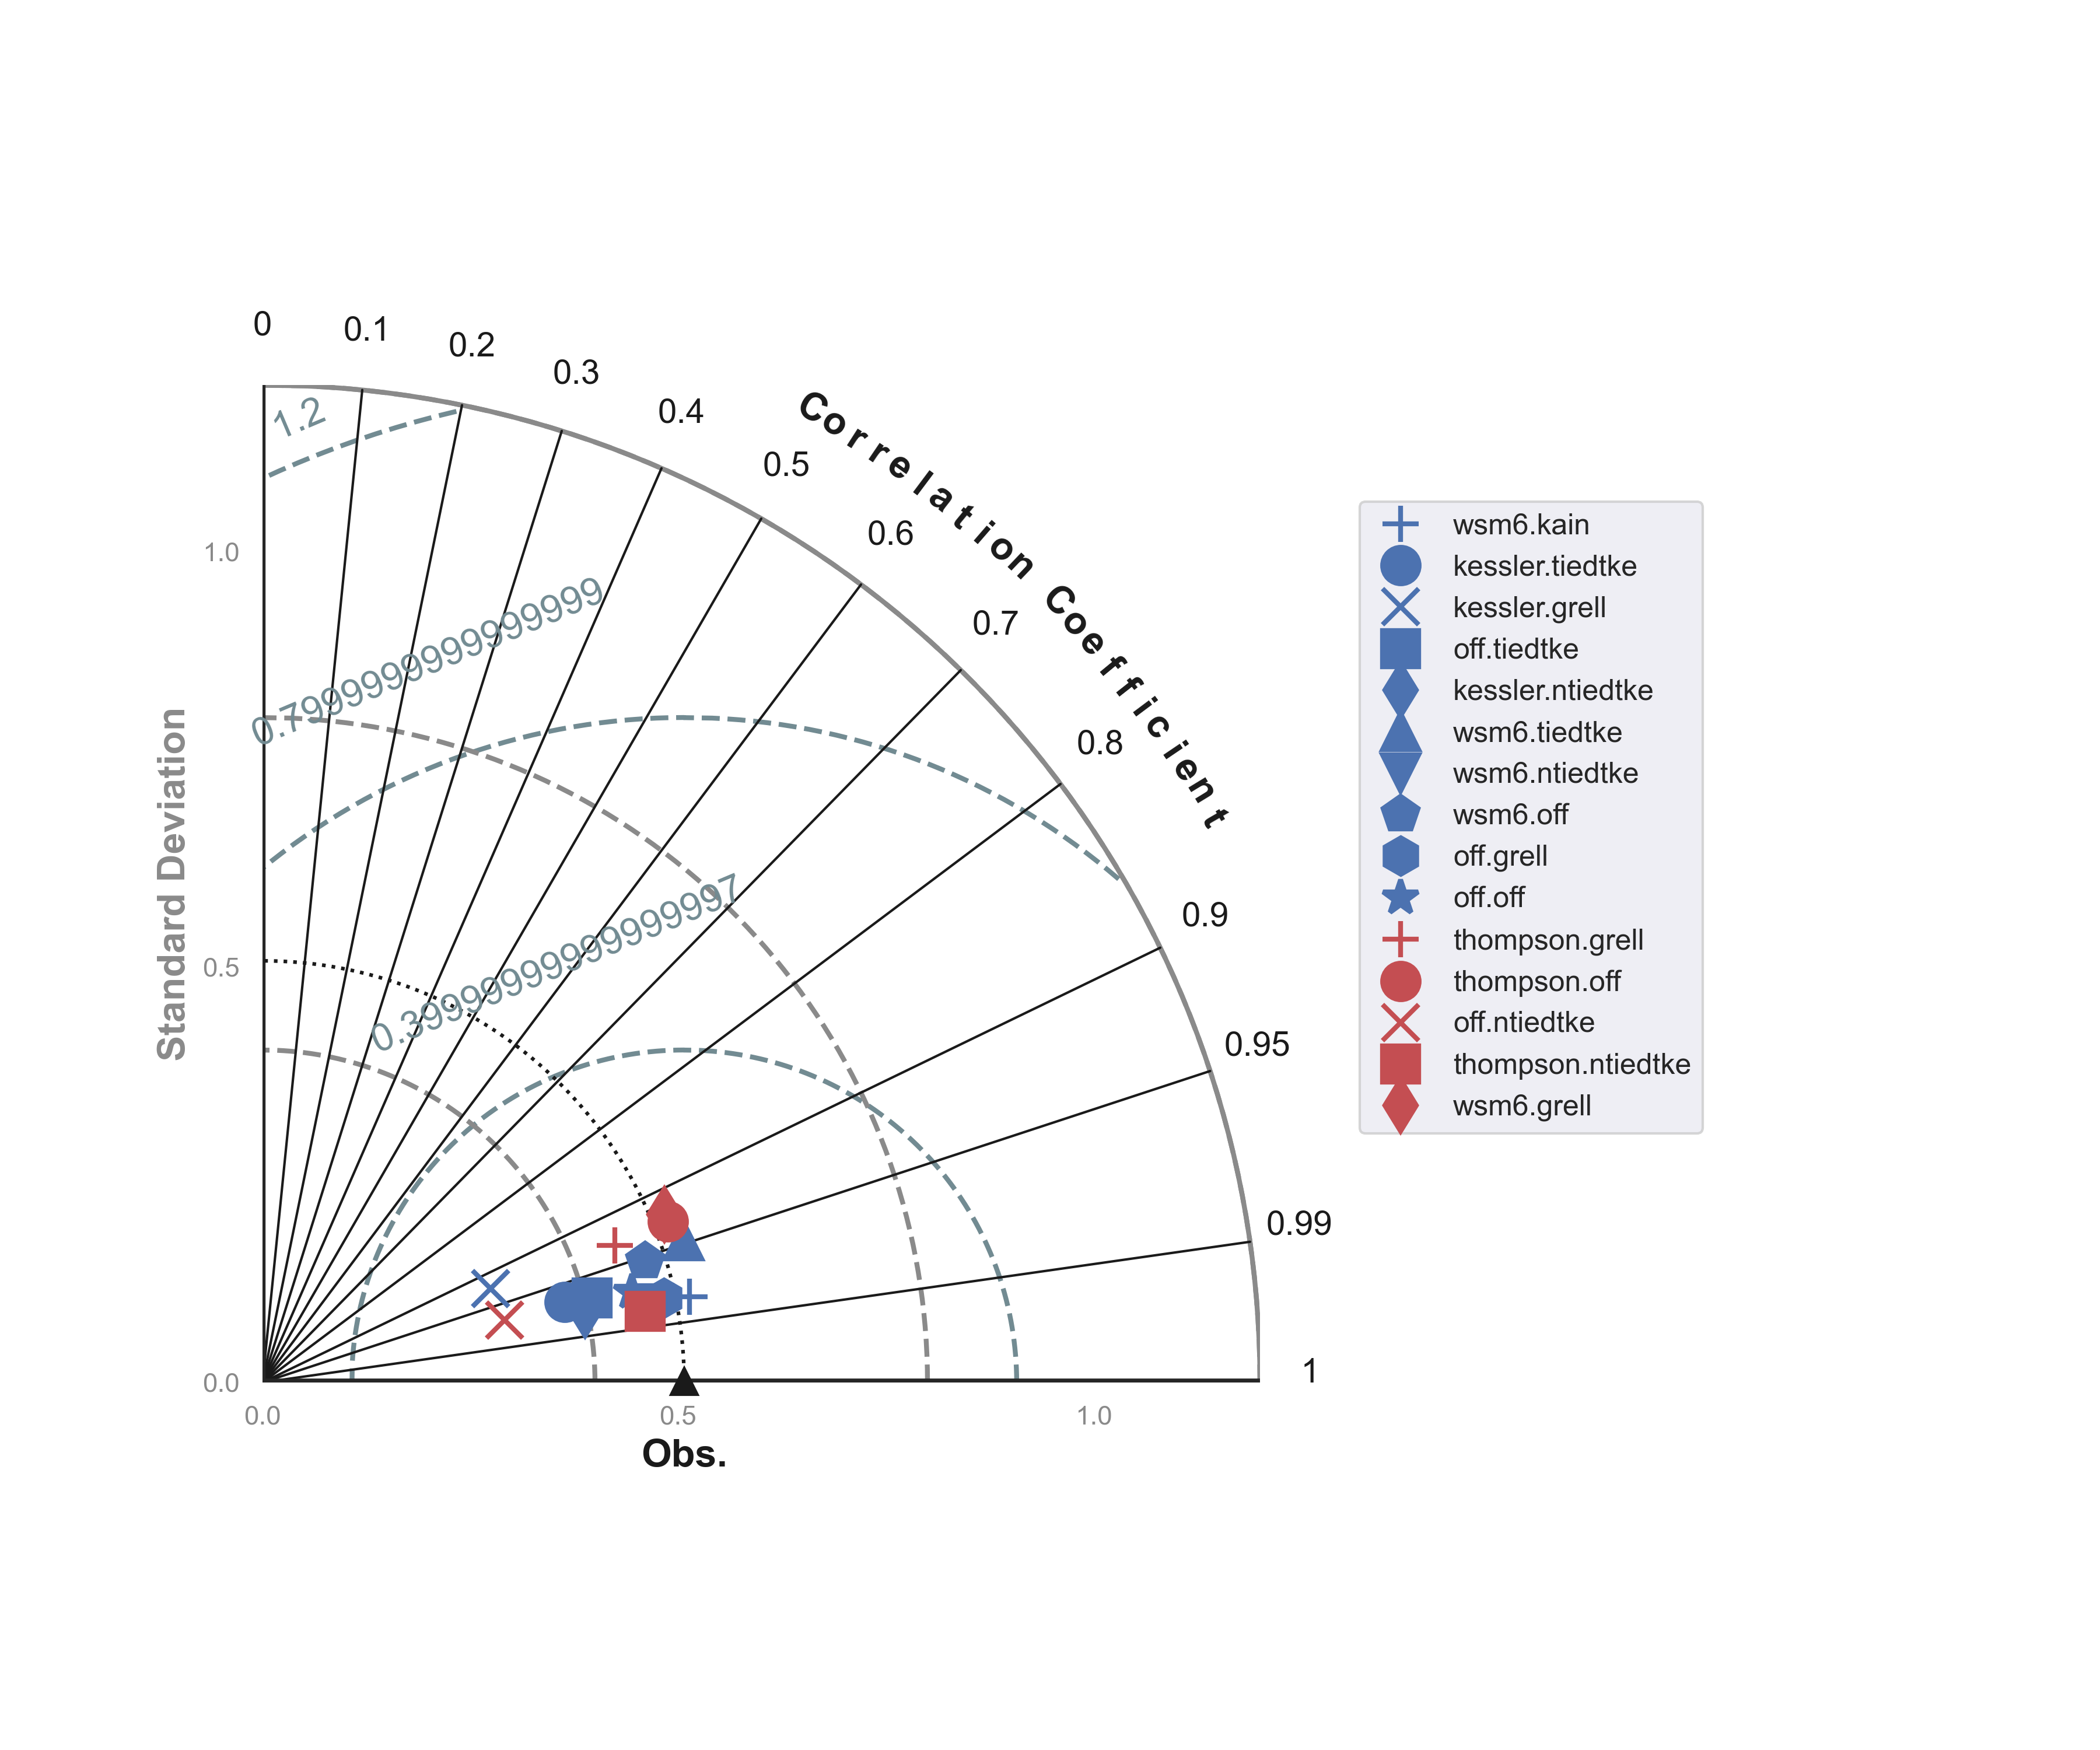 0
0.1
0.2
0.3
0.4
0.5
0.6
0.7
0.8
0.9
0.95
0.99
1
Correlation Coefficient
1.2
0.7999999999999999
0.39999999999999997
Standard Deviation
1.0
0.5
0.0
0.0
0.5
1.0
Obs.
wsm6.kain
kessler.tiedtke
kessler.grell
off.tiedtke
kessler.ntiedtke
wsm6.tiedtke
wsm6.ntiedtke
wsm6.off
off.grell
off.off
thompson.grell
thompson.off
off.ntiedtke
thompson.ntiedtke
wsm6.grell